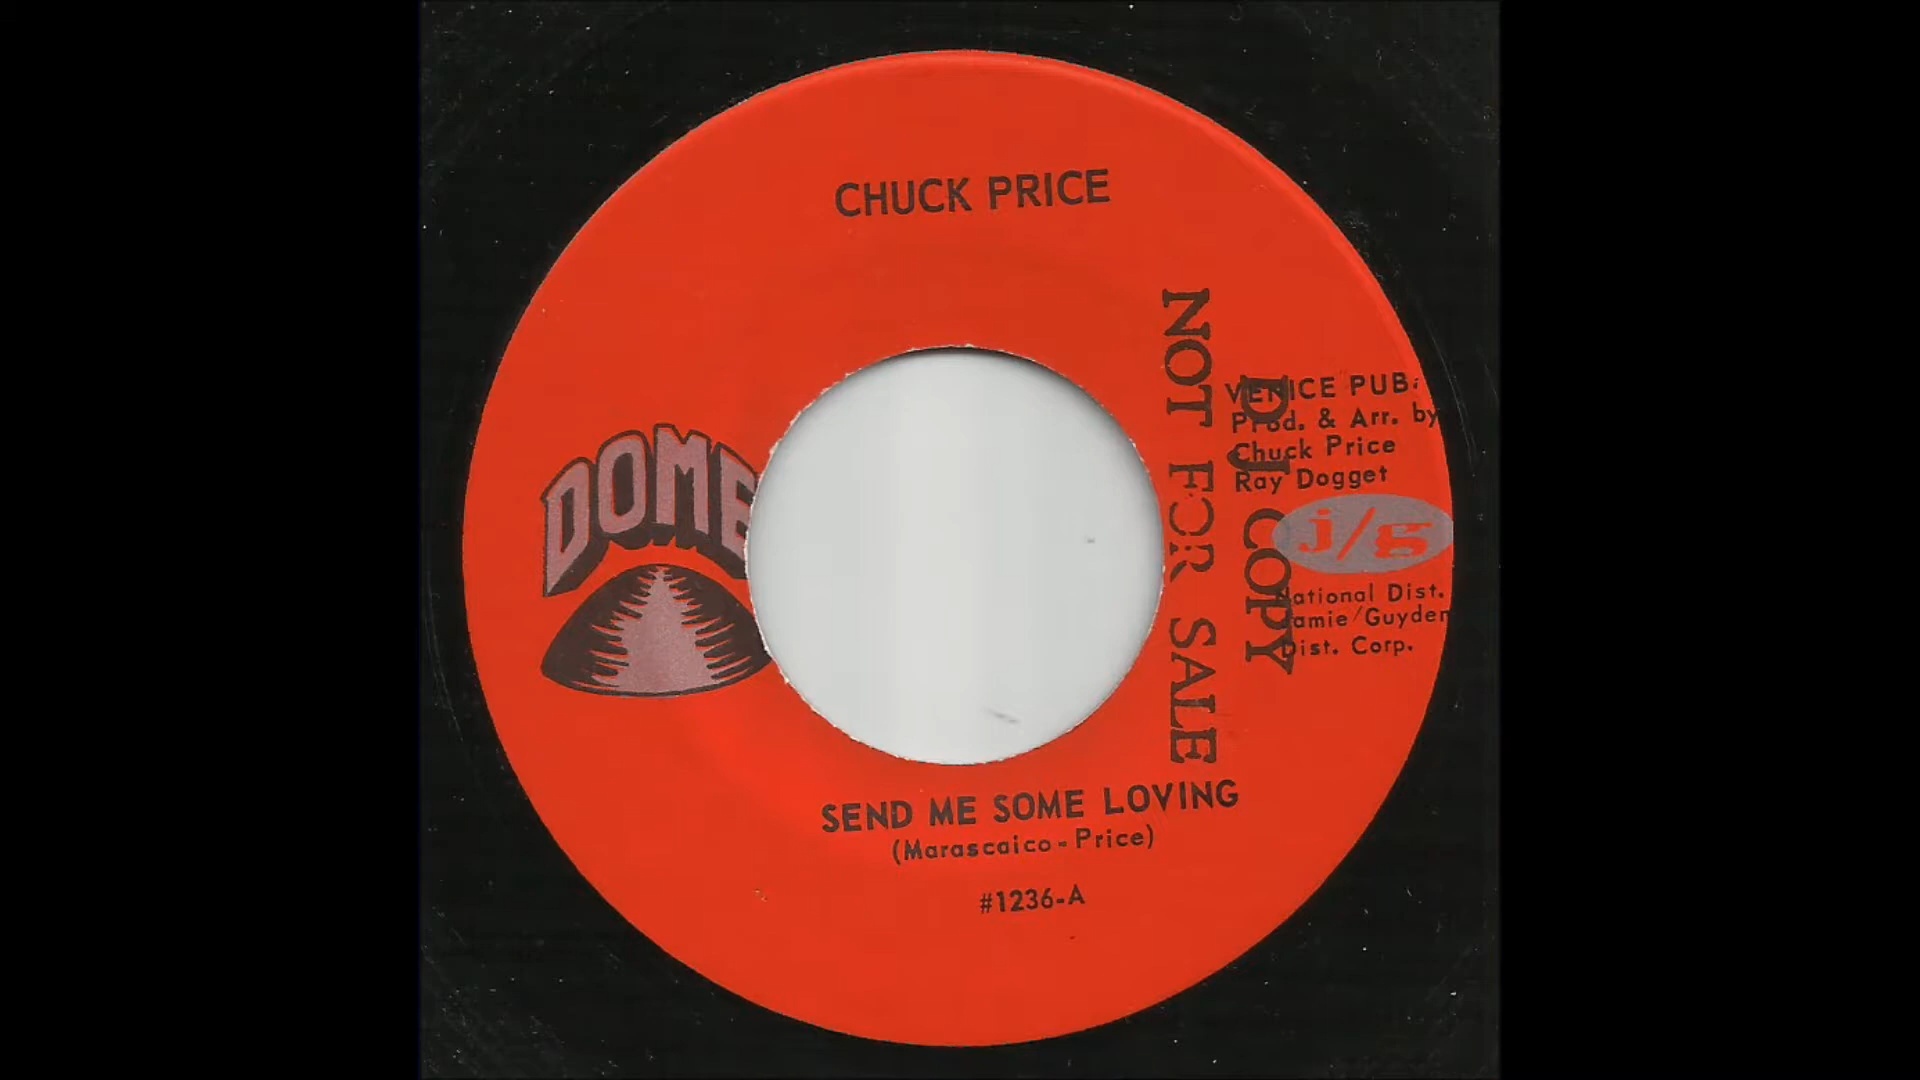 CHUCK PRICE
DOME
NOT FOR SALE
DJ COPY
VENICE PUB.
Prod. & Arr. by
Chuck Price
Ray Dogget
j/g
National Dist.
Jamie/Guyden
Dist. Corp.
SEND ME SOME LOVING
(Marascaico - Price)
#1236-A